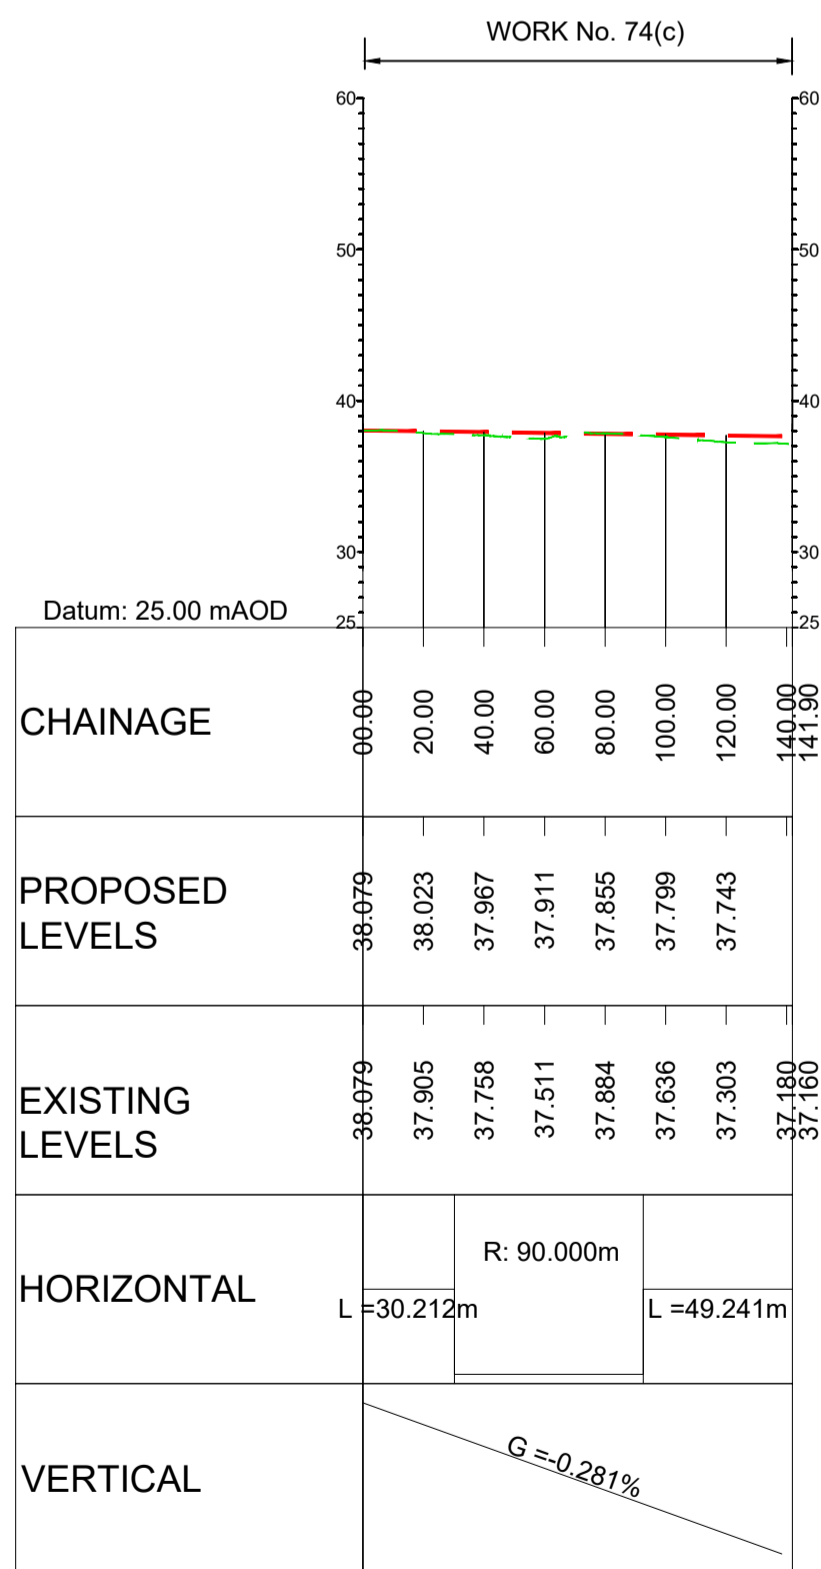 WORK No. 74(c)
60 60
50 50
40 40
30 30
25 25
Datum: 25.00 mAOD
CHAINAGE 00.00 20.00 40.00 60.00 80.00 100.00 120.00 140.00 141.90
PROPOSED
LEVELS
38.079 38.023 37.967 37.911 37.855 37.799 37.743
EXISTING
LEVELS
38.079 37.905 37.758 37.511 37.884 37.636 37.303 37.180 37.160
HORIZONTAL
R: 90.000m
L =30.212m L =49.241m
VERTICAL
G =-0.281%